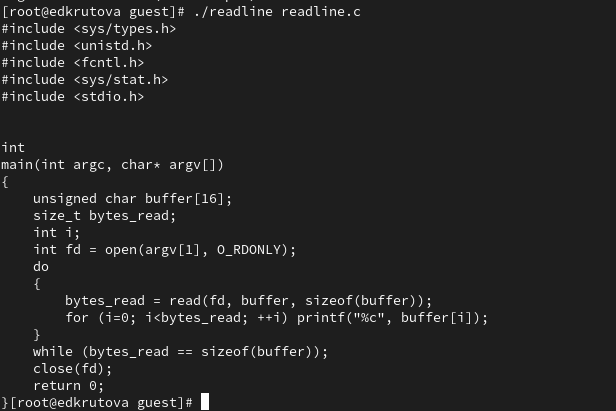 [root@edkrutova guest]# ./readline readline.c
#include <sys/types.h>
#include <unistd.h>
#include <fcntl.h>
#include <sys/stat.h>
#include <stdio.h>
int
main(int argc, char* argv[])
{
    unsigned char buffer[16];
    size_t bytes_read;
    int i;
    int fd = open(argv[1], O_RDONLY);
    do
    {
        bytes_read = read(fd, buffer, sizeof(buffer));
        for (i=0; i<bytes_read; ++i) printf("%c", buffer[i]);
    }
    while (bytes_read == sizeof(buffer));
    close(fd);
    return 0;
}[root@edkrutova guest]#